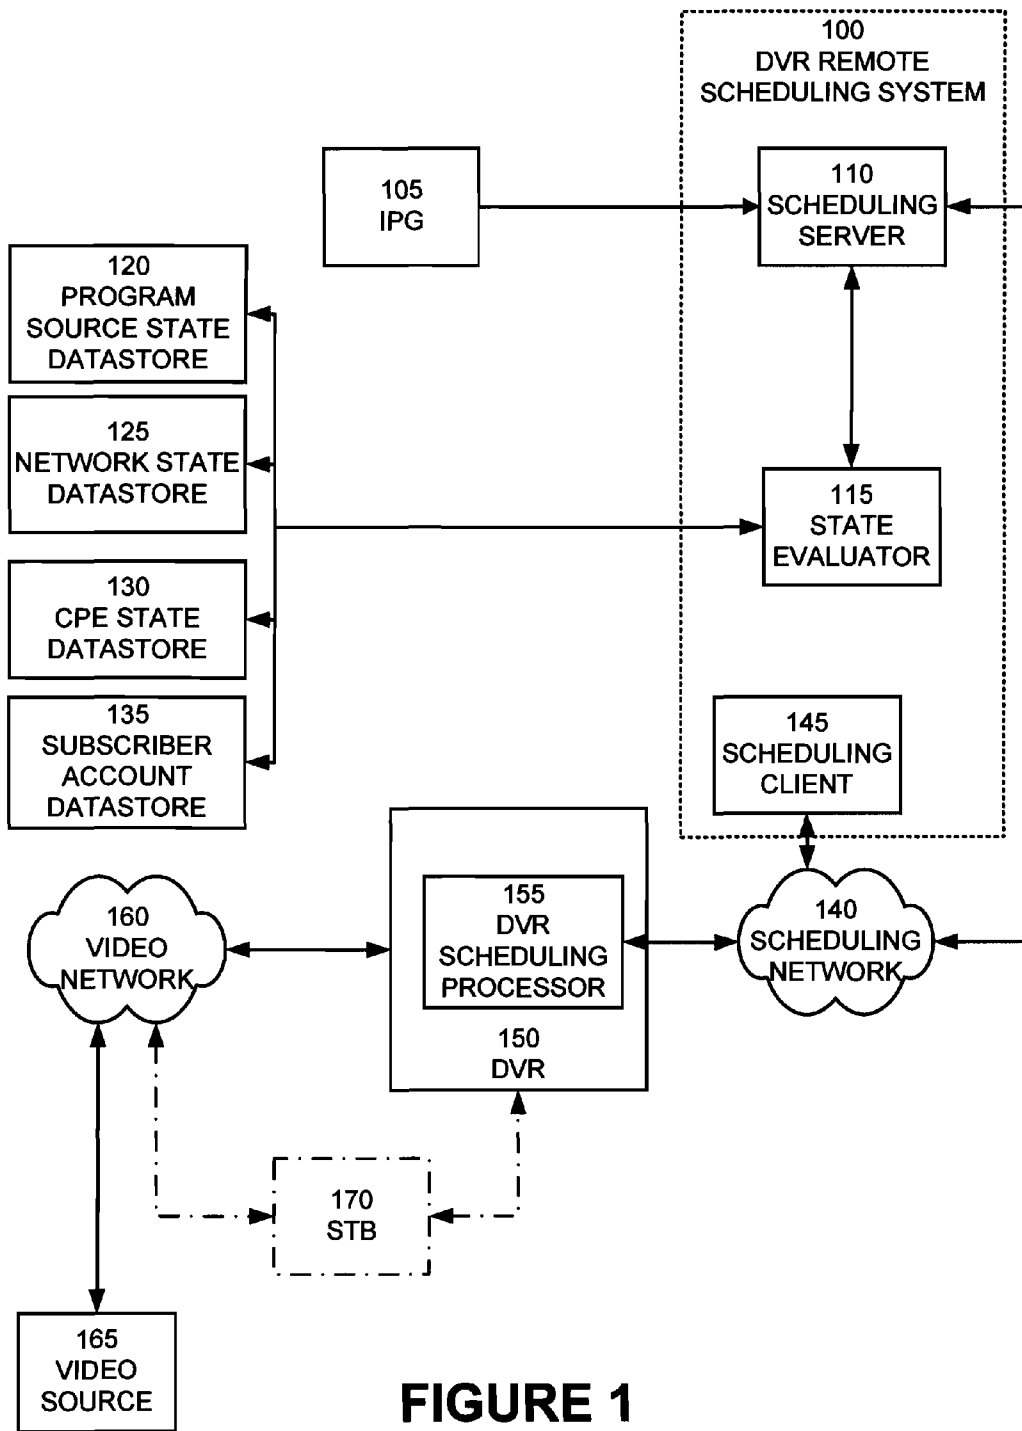 100
DVR REMOTE
SCHEDULING SYSTEM
105
IPG
110
SCHEDULING
SERVER
120
PROGRAM
SOURCE STATE
DATASTORE
125
NETWORK STATE
DATASTORE
115
STATE
EVALUATOR
130
CPE STATE
DATASTORE
135
SUBSCRIBER
ACCOUNT
DATASTORE
145
SCHEDULING
CLIENT
160
VIDEO
NETWORK
155
DVR
SCHEDULING
PROCESSOR
150
DVR
140
SCHEDULING
NETWORK
170
STB
165
VIDEO
SOURCE
FIGURE 1